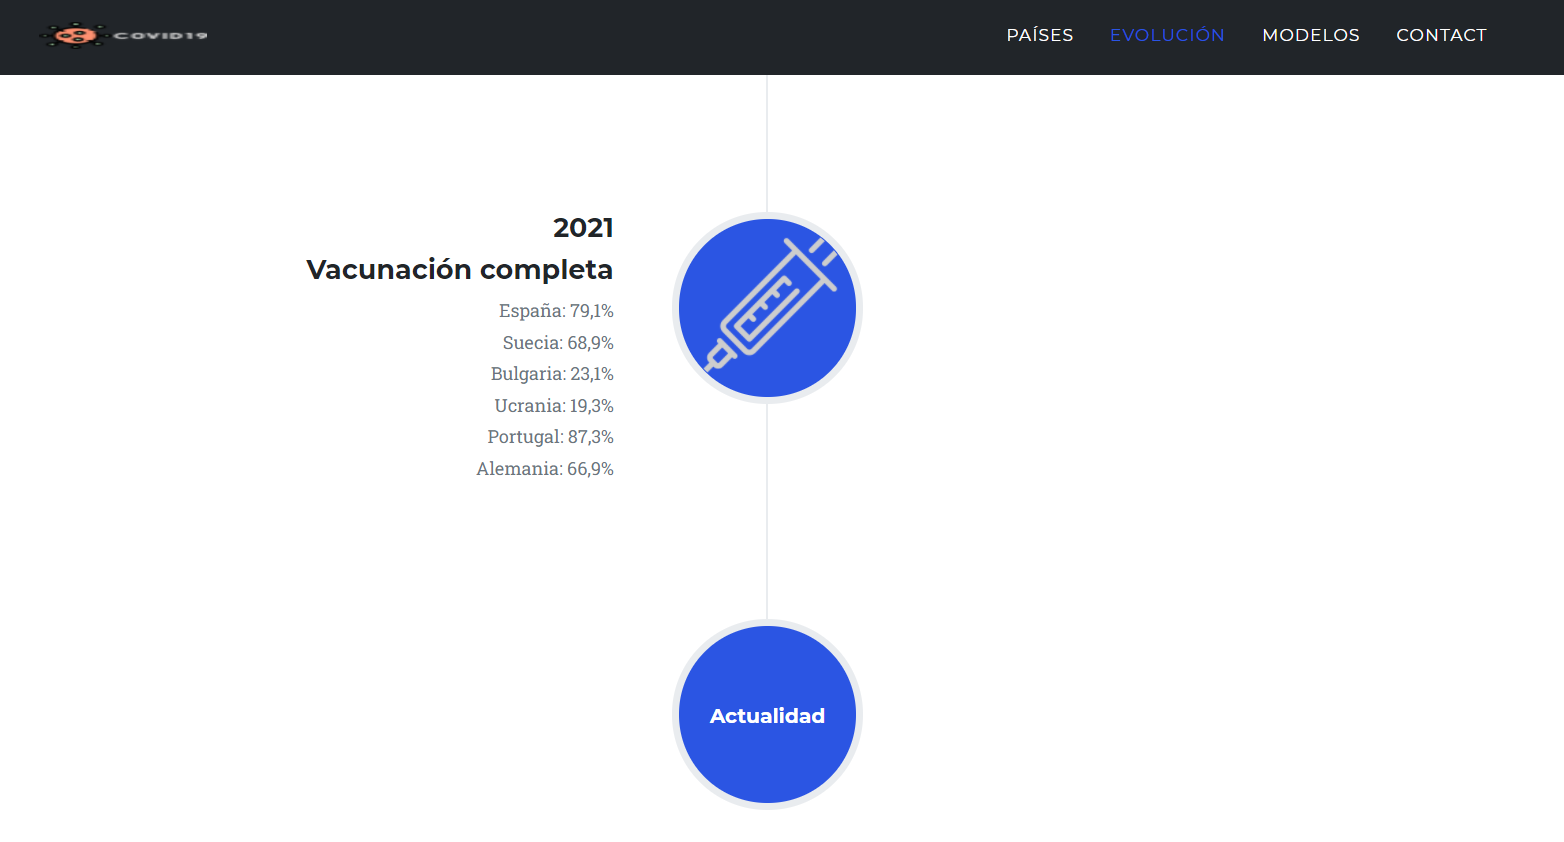 COVID19
PAÍSES EVOLUCIÓN MODELOS CONTACT
2021
Vacunación completa
España: 79,1%
Suecia: 68,9%
Bulgaria: 23,1%
Ucrania: 19,3%
Portugal: 87,3%
Alemania: 66,9%
Actualidad